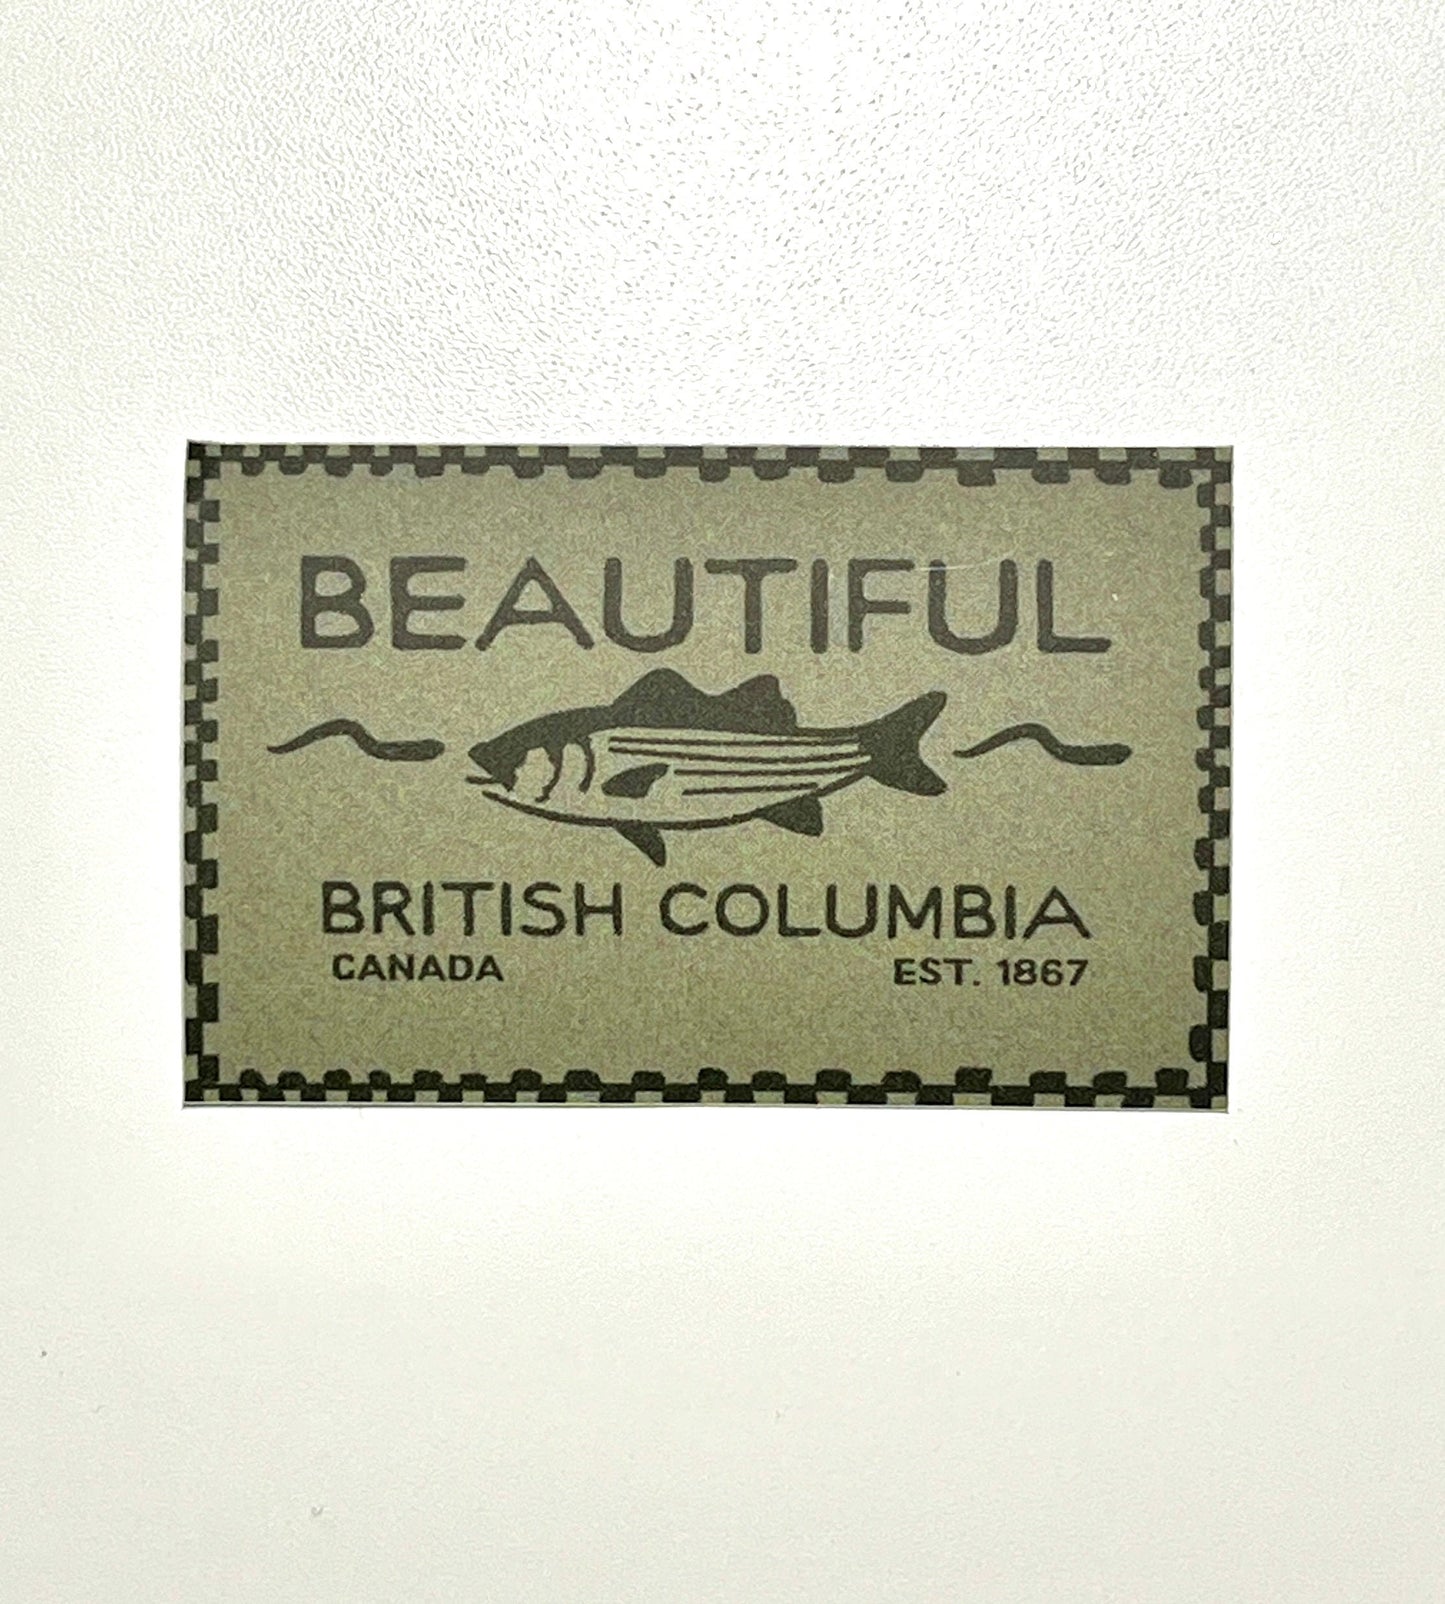 BEAUTIFUL
BRITISH COLUMBIA
CANADA EST. 1867